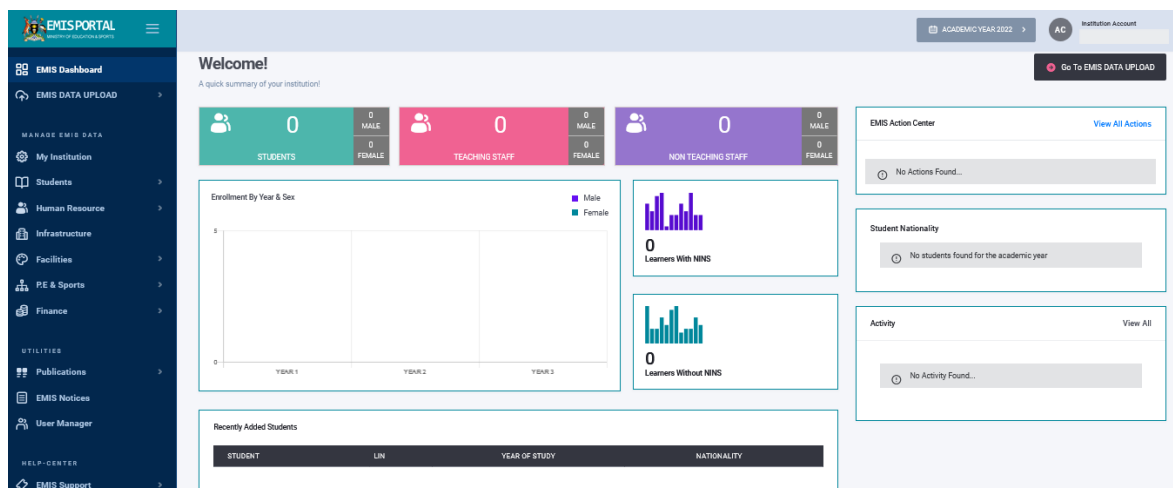 EMIS PORTAL
MINISTRY OF EDUCATION & SPORTS
ACADEMIC YEAR 2022
AC
Institution Account
EMIS Dashboard
EMIS DATA UPLOAD
MANAGE EMIS DATA
My Institution
Students
Human Resource
Infrastructure
Facilities
P.E & Sports
Finance
UTILITIES
Publications
EMIS Notices
User Manager
HELP-CENTER
EMIS Support
Welcome!
A quick summary of your institution!
Go To EMIS DATA UPLOAD
0
STUDENTS
0
MALE
0
FEMALE
0
TEACHING STAFF
0
MALE
0
FEMALE
0
NON TEACHING STAFF
0
MALE
0
FEMALE
Enrollment By Year & Sex
Male
Female
5
0
YEAR 1
YEAR 2
YEAR 3
0
Learners With NINS
0
Learners Without NINS
Recently Added Students
STUDENT LIN YEAR OF STUDY NATIONALITY
EMIS Action Center View All Actions
No Actions Found...
Student Nationality
No students found for the academic year
Activity View All
No Activity Found...